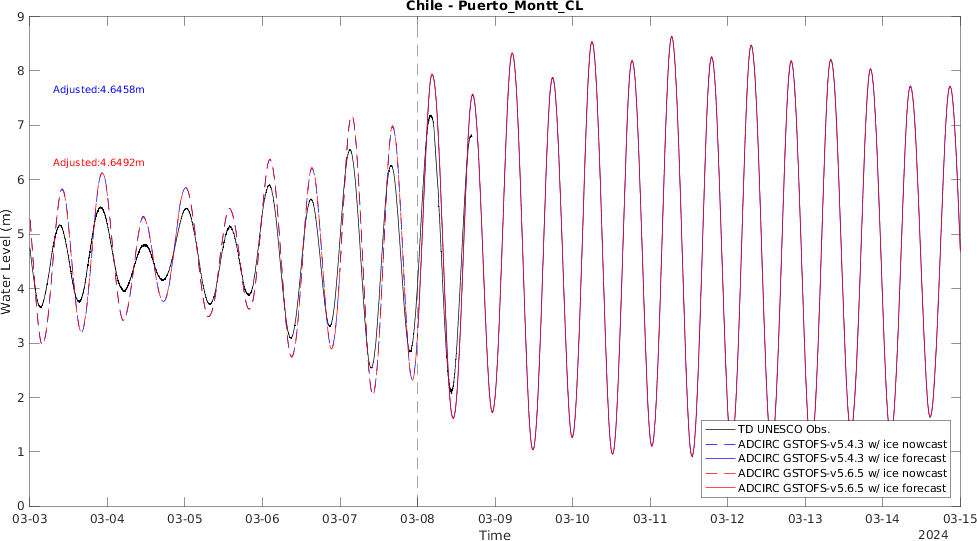 Chile - Puerto_Montt_CL
9
8
7
6
5
4
3
2
1
0
Water Level (m)
Adjusted:4.6458m
Adjusted:4.6492m
TD UNESCO Obs.
ADCIRC GSTOFS-v5.4.3 w/ ice nowcast
ADCIRC GSTOFS-v5.4.3 w/ ice forecast
ADCIRC GSTOFS-v5.6.5 w/ ice nowcast
ADCIRC GSTOFS-v5.6.5 w/ ice forecast
03-03 03-04 03-05 03-06 03-07 03-08 03-09 03-10 03-11 03-12 03-13 03-14 03-15
Time
2024